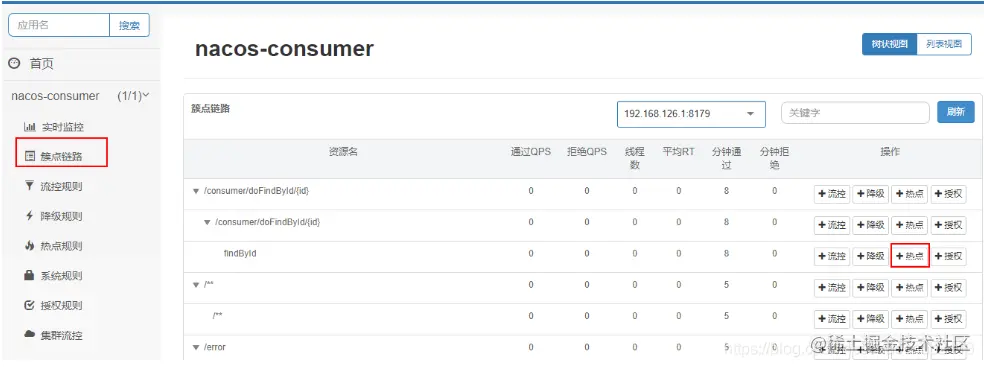 应用名 搜索
首页
nacos-consumer (1/1)
实时监控
簇点链路
流控规则
降级规则
热点规则
系统规则
授权规则
集群流控
nacos-consumer
树状视图 列表视图
簇点链路 192.168.126.1:8179 关键字 刷新
资源名 通过QPS 拒绝QPS 线程数 平均RT 分钟通过 分钟拒绝 操作
/consumer/doFindById/{id} 0 0 0 0 8 0 +流控 +降级 +热点 +授权
/consumer/doFindById/{id} 0 0 0 0 8 0 +流控 +降级 +热点 +授权
findById 0 0 0 0 8 0 +流控 +降级 +热点 +授权
/** 0 0 0 0 5 0 +流控 +降级 +热点 +授权
/** 0 0 0 0 5 0 +流控 +降级 +热点 +授权
/error 0 0 0 0 5 0 +流控 +降级 +热点 +授权
@稀土掘金技术社区